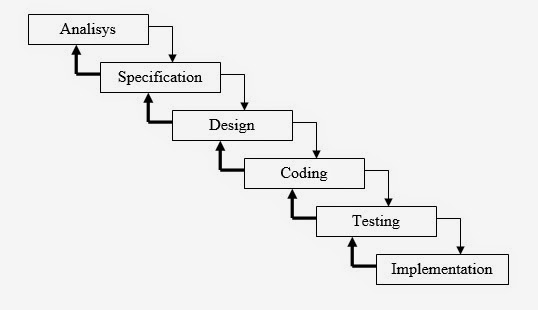 Analisys
Specification
Design
Coding
Testing
Implementation